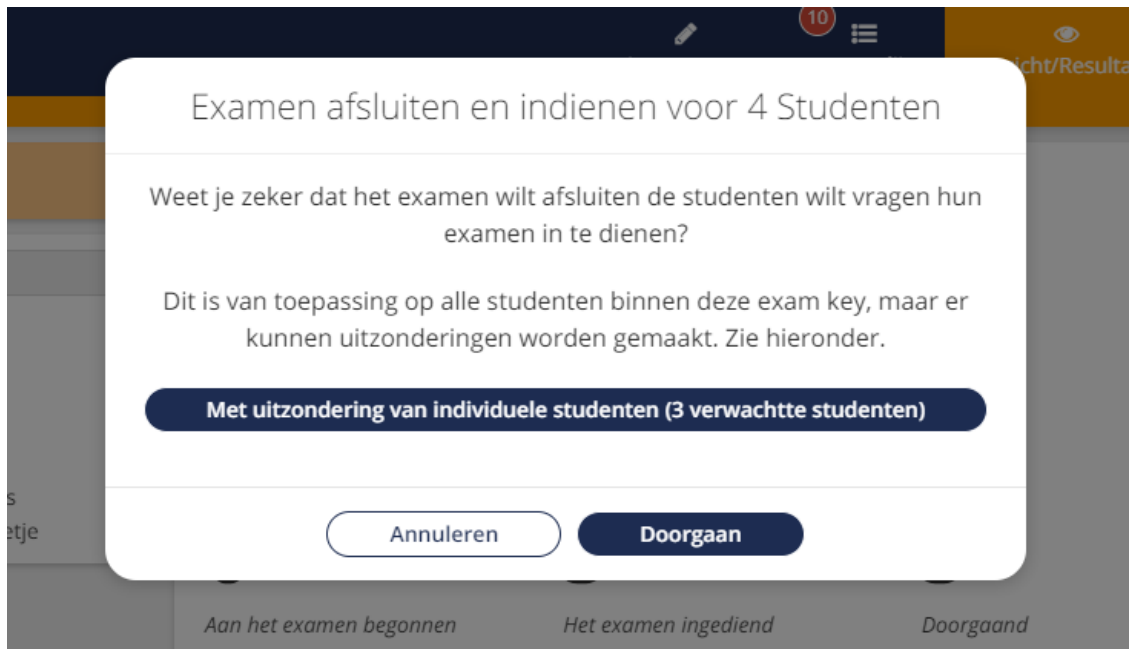 10
cht/Resulta
Examen afsluiten en indienen voor 4 Studenten
Weet je zeker dat het examen wilt afsluiten de studenten wilt vragen hun
examen in te dienen?
Dit is van toepassing op alle studenten binnen deze exam key, maar er
kunnen uitzonderingen worden gemaakt. Zie hieronder.
Met uitzondering van individuele studenten (3 verwachtte studenten)
s
etje
Annuleren
Doorgaan
Aan het examen begonnen
Het examen ingediend
Doorgaand